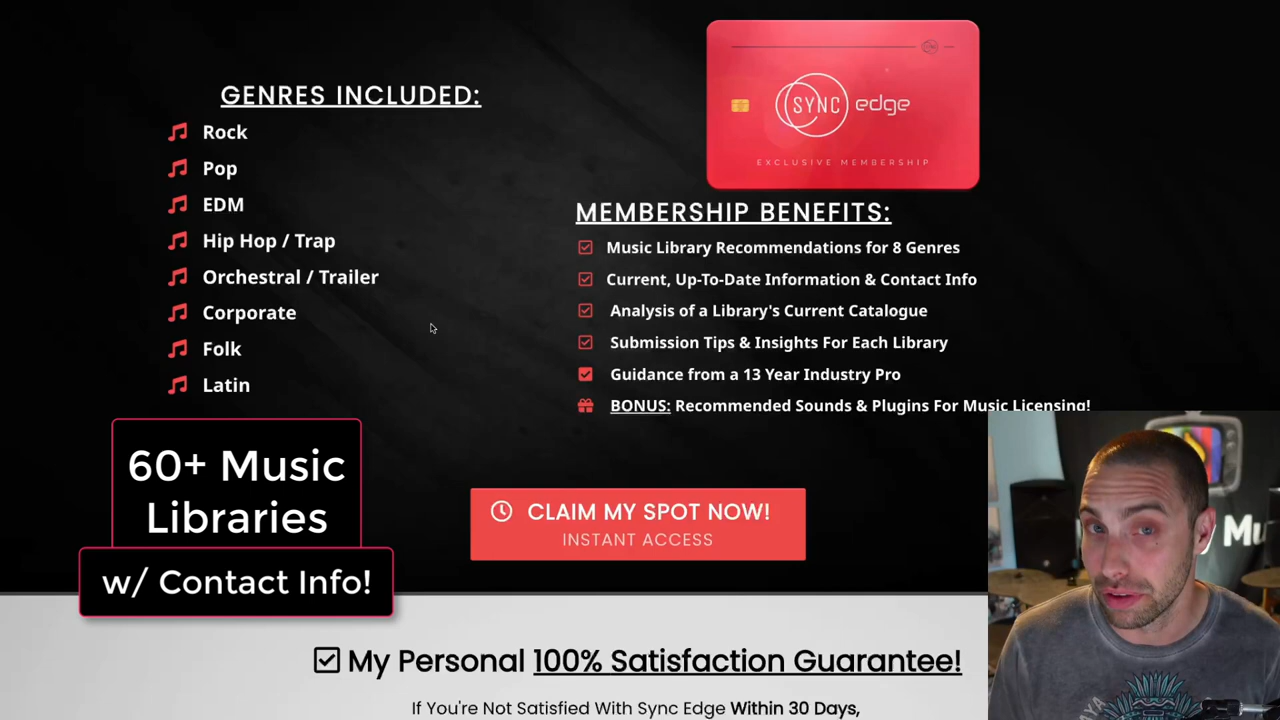 GENRES INCLUDED:
Rock
Pop
EDM
Hip Hop / Trap
Orchestral / Trailer
Corporate
Folk
Latin
SYNC edge
EXCLUSIVE MEMBERSHIP
MEMBERSHIP BENEFITS:
Music Library Recommendations for 8 Genres
Current, Up-To-Date Information & Contact Info
Analysis of a Library's Current Catalogue
Submission Tips & Insights For Each Library
Guidance from a 13 Year Industry Pro
BONUS: Recommended Sounds & Plugins For Music Licensing!
60+ Music
Libraries
w/ Contact Info!
CLAIM MY SPOT NOW!
INSTANT ACCESS
My Personal 100% Satisfaction Guarantee!
If You're Not Satisfied With Sync Edge Within 30 Days,